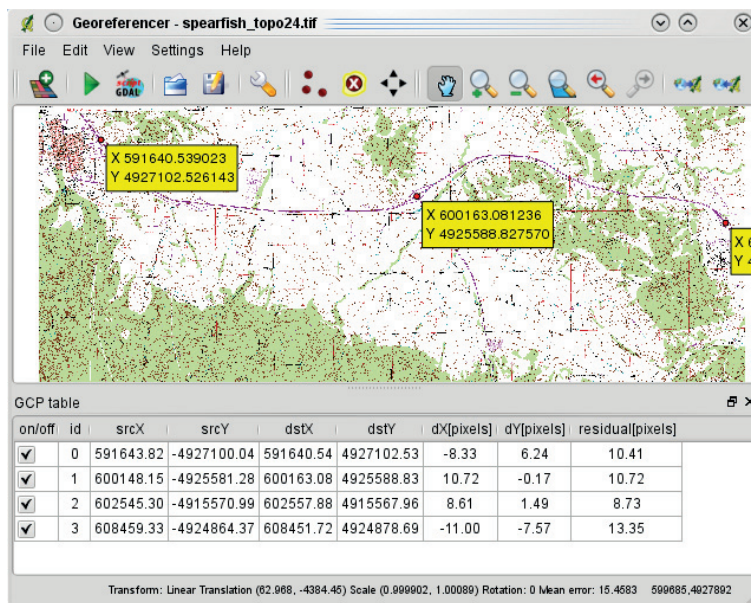 Georeferencer - spearfish_topo24.tif
File Edit View Settings Help
GDAL
X 591640.539023
Y 4927102.526143
X 600163.081236
Y 4925588.827570
X 6
Y 4
GCP table
on/off id srcX srcY dstX dstY dX[pixels] dY[pixels] residual[pixels]
0 591643.82 -4927100.04 591640.54 4927102.53 -8.33 6.24 10.41
1 600148.15 -4925581.28 600163.08 4925588.83 10.72 -0.17 10.72
2 602545.30 -4915570.99 602557.88 4915567.96 8.61 1.49 8.73
3 608459.33 -4924864.37 608451.72 4924878.69 -11.00 -7.57 13.35
Transform: Linear Translation (62.968, -4384.45) Scale (0.999902, 1.00089) Rotation: 0 Mean error: 15.4583 599685,4927892